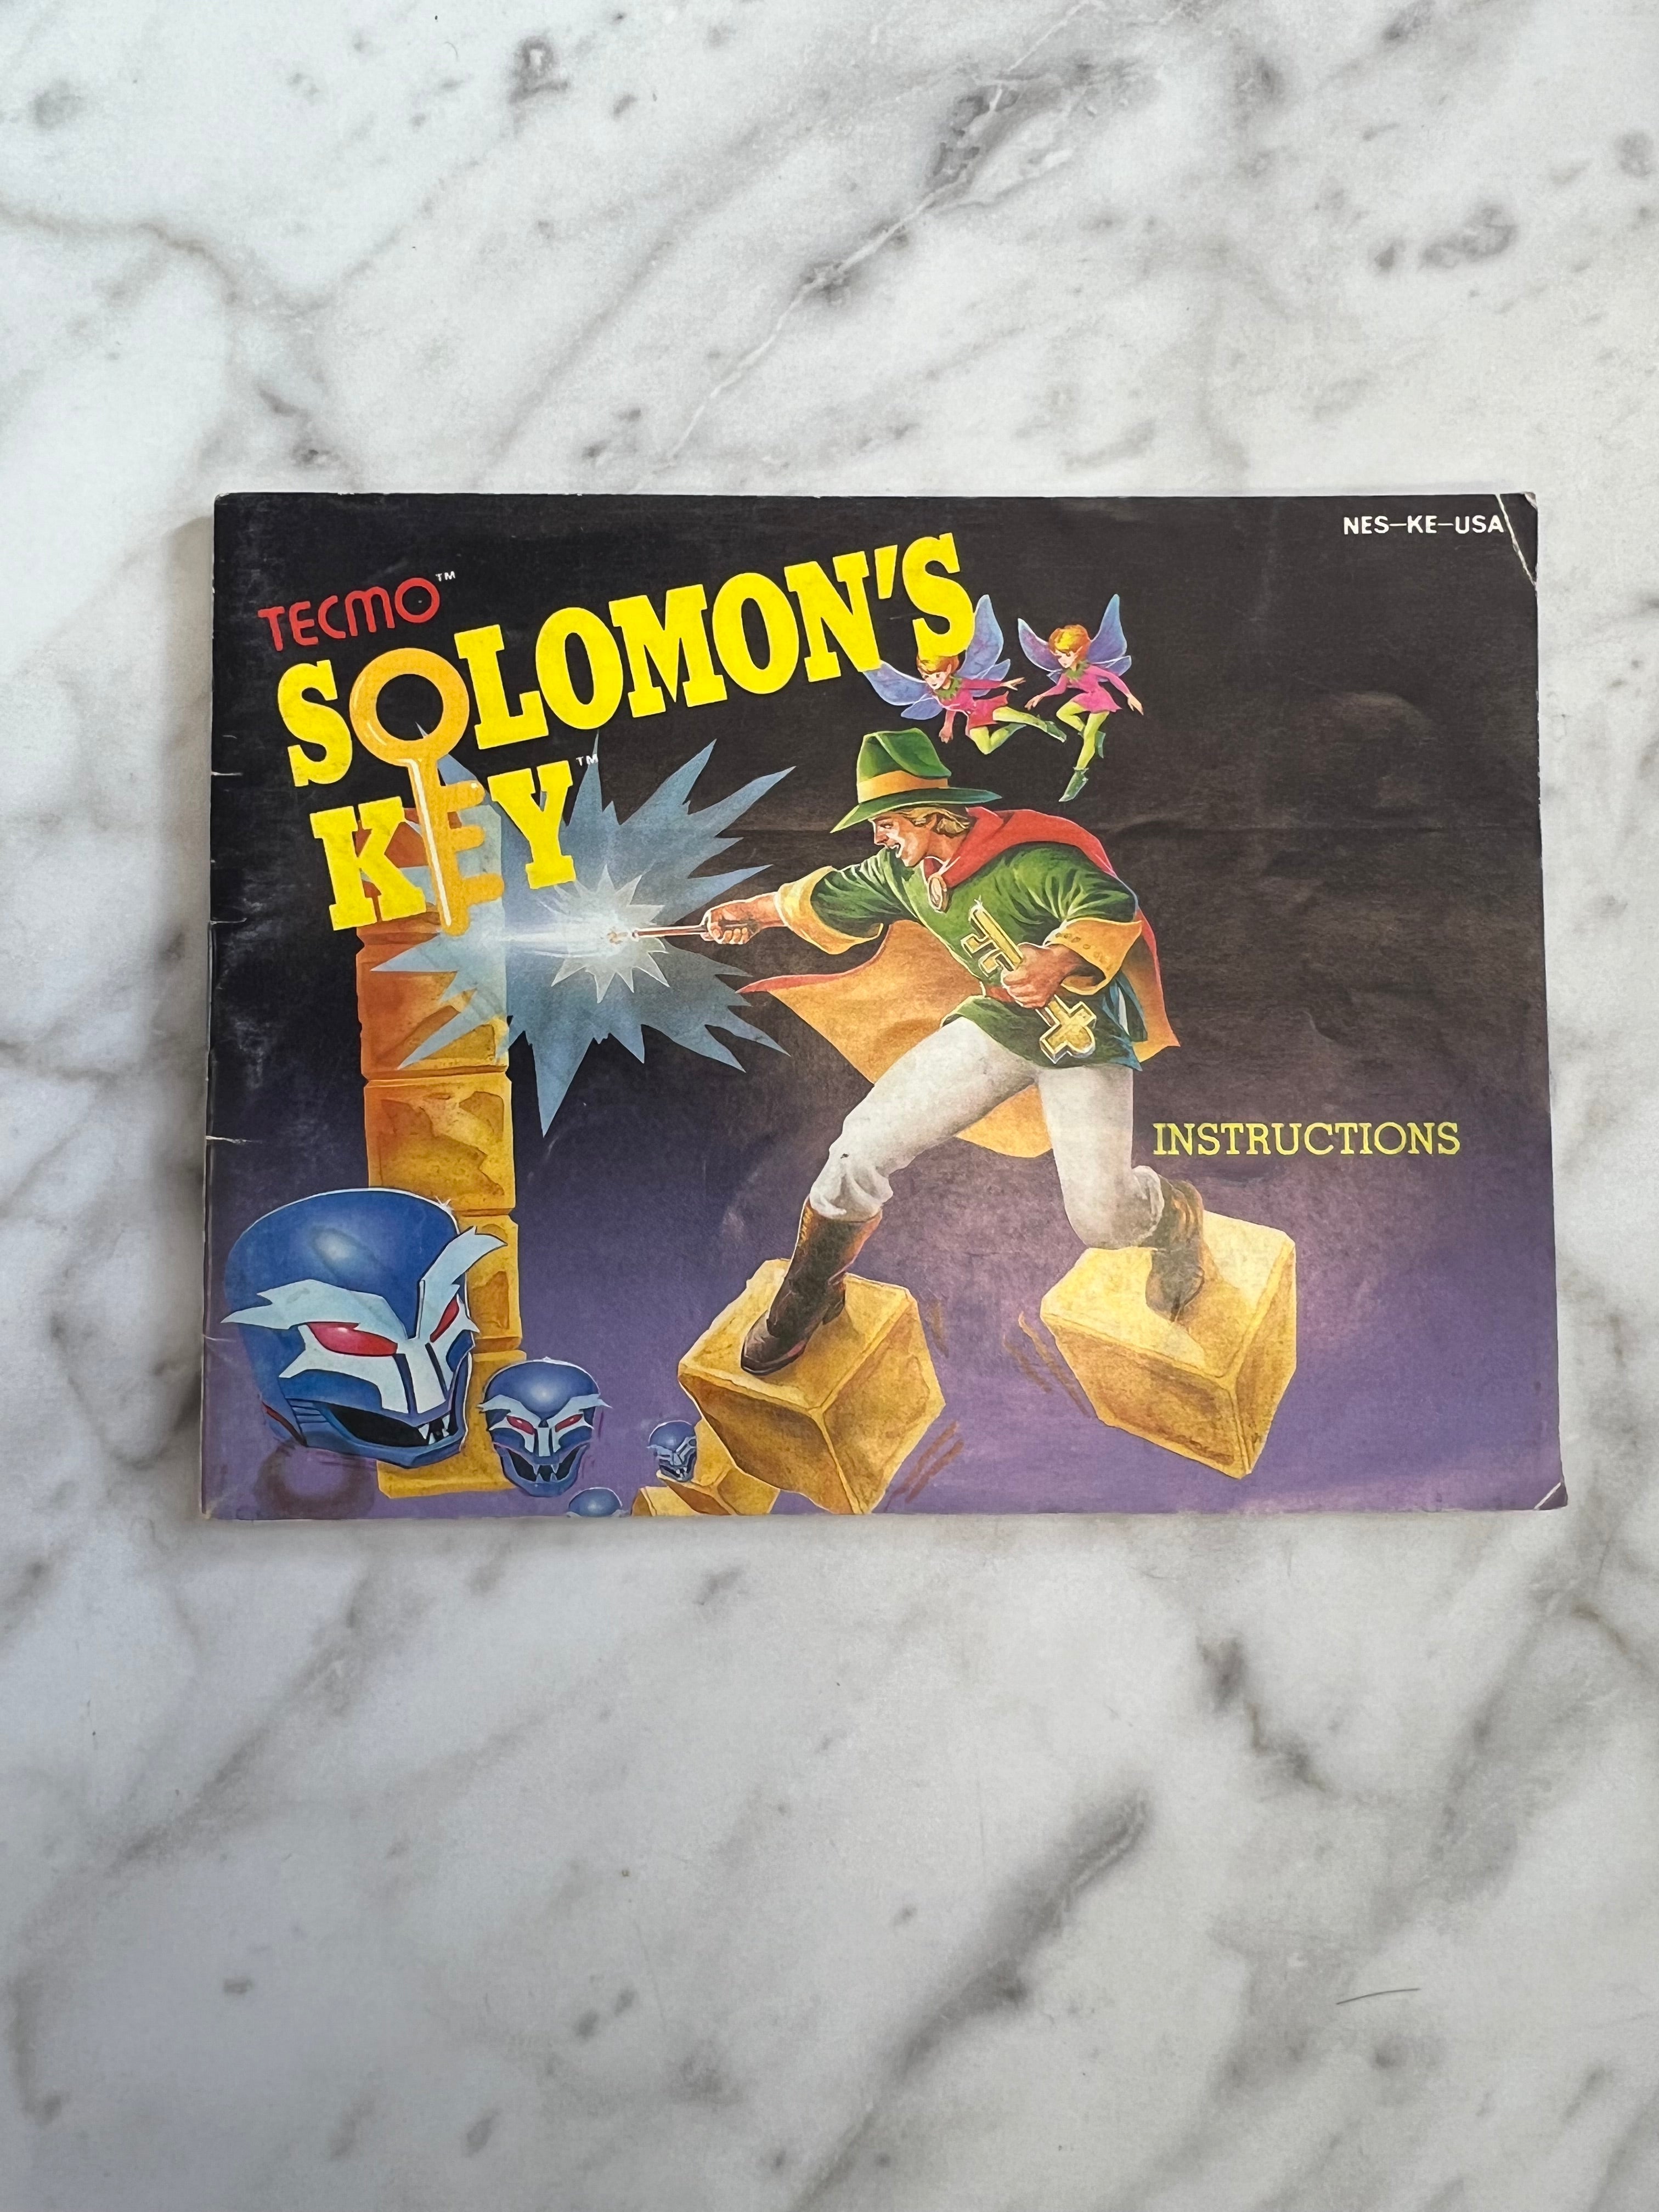 NES-KE-USA
TECMO™
SOLOMON'S
KEY™
INSTRUCTIONS